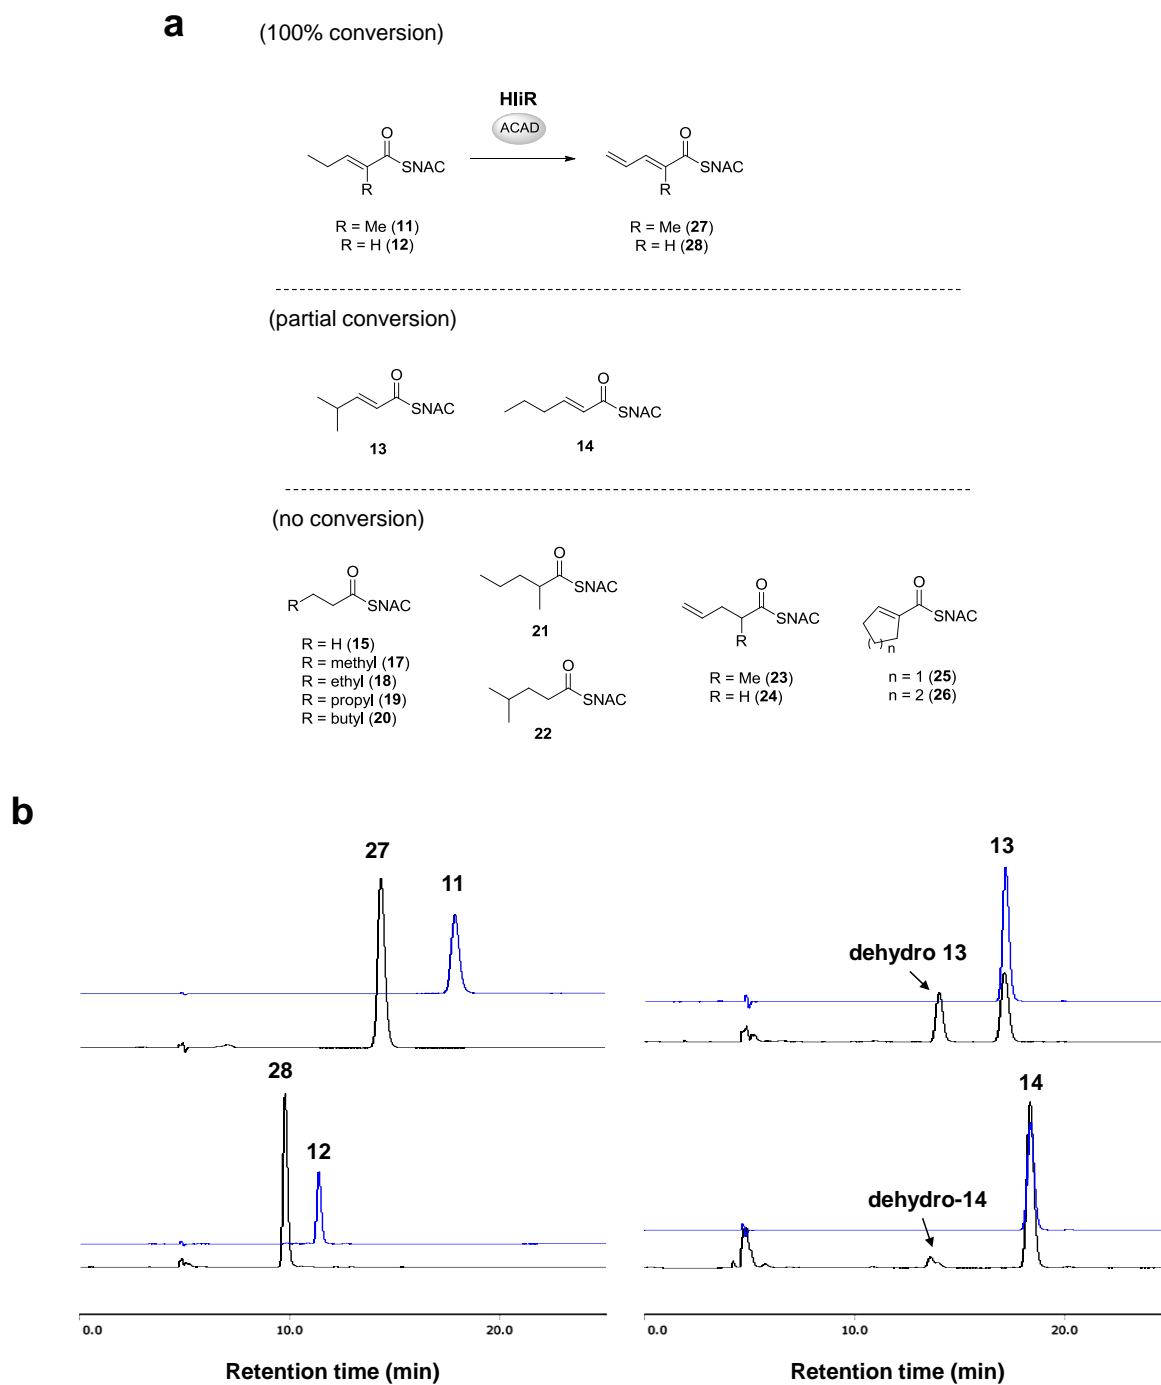 a
(100% conversion)
HliR
ACAD
O
SNAC
R
R = Me (11)
R = H (12)
O
SNAC
R
R = Me (27)
R = H (28)
(partial conversion)
O
SNAC
13
O
SNAC
14
(no conversion)
O
R
SNAC
R = H (15)
R = methyl (17)
R = ethyl (18)
R = propyl (19)
R = butyl (20)
O
SNAC
21
O
SNAC
22
O
SNAC
R
R = Me (23)
R = H (24)
O
SNAC
( )n
n = 1 (25)
n = 2 (26)
b
27
11
28
12
0.0 10.0 20.0
Retention time (min)
13
dehydro 13
14
dehydro-14
0.0 10.0 20.0
Retention time (min)